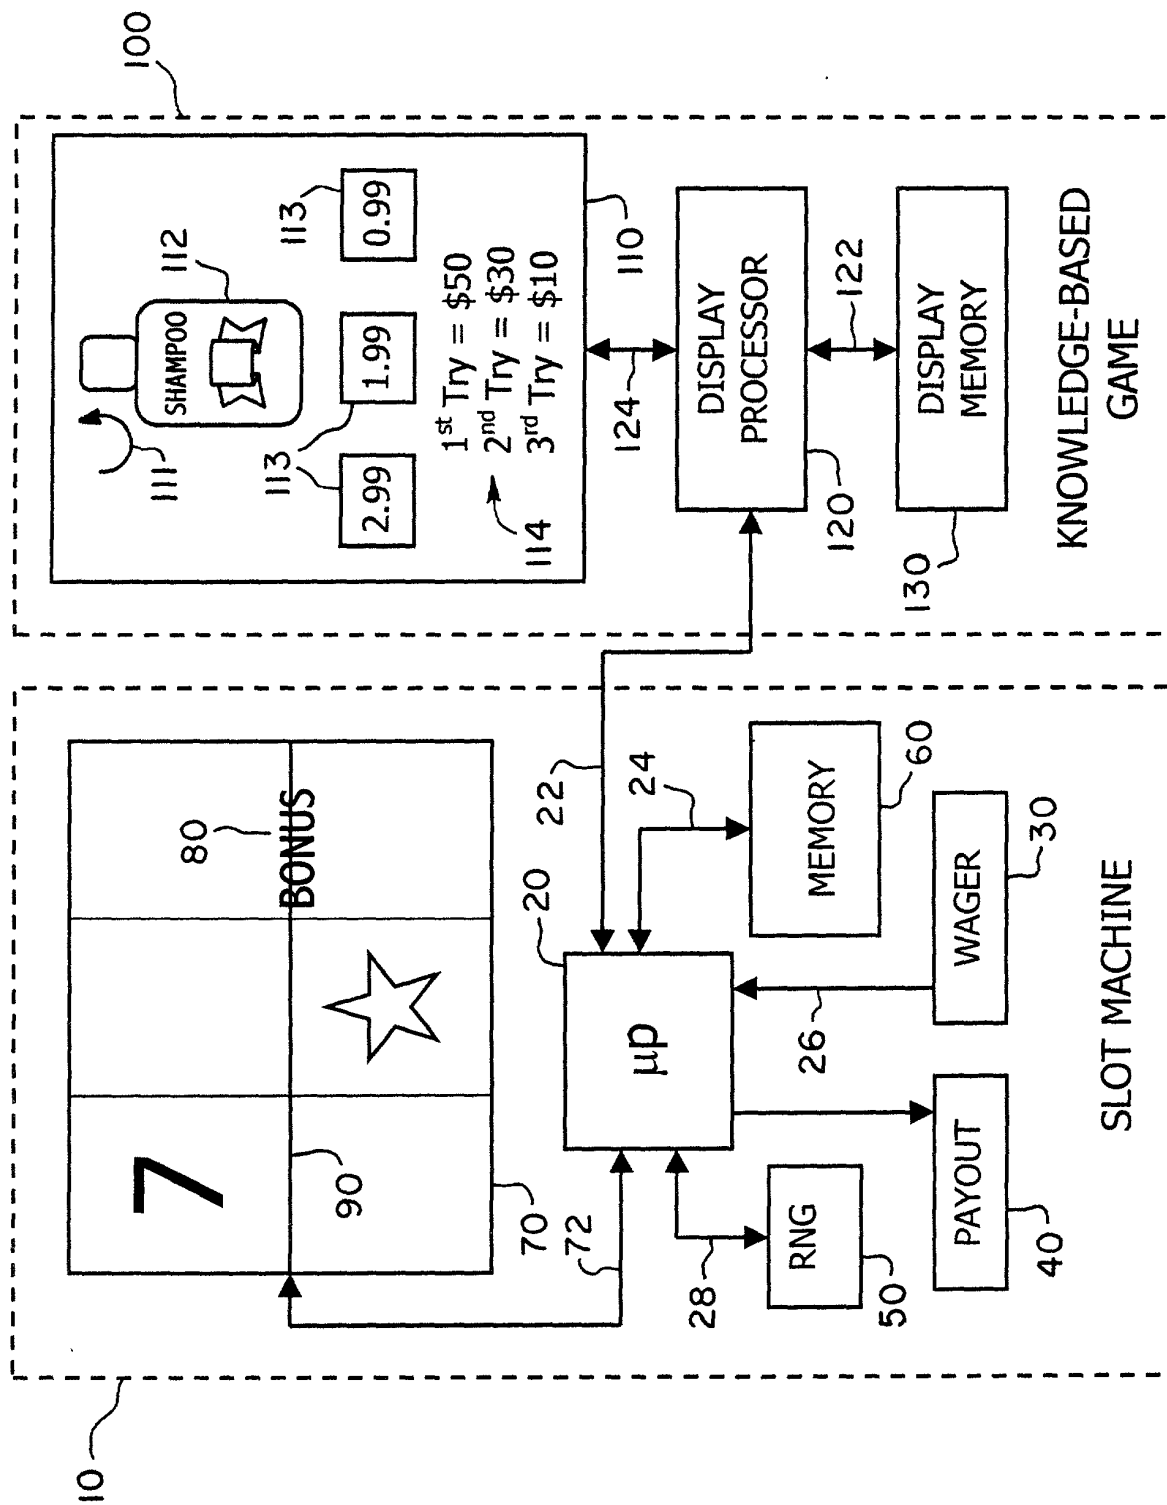 10
7
80
BONUS
90
70
72
20
μp
22
24
MEMORY
60
26
WAGER
30
28
RNG
50
PAYOUT
40
SLOT MACHINE
100
111
SHAMPOO
112
113
113
2.99
1.99
0.99
114
1st Try = $50
2nd Try = $30
3rd Try = $10
110
124
DISPLAY
PROCESSOR
120
122
DISPLAY
MEMORY
130
KNOWLEDGE-BASED
GAME